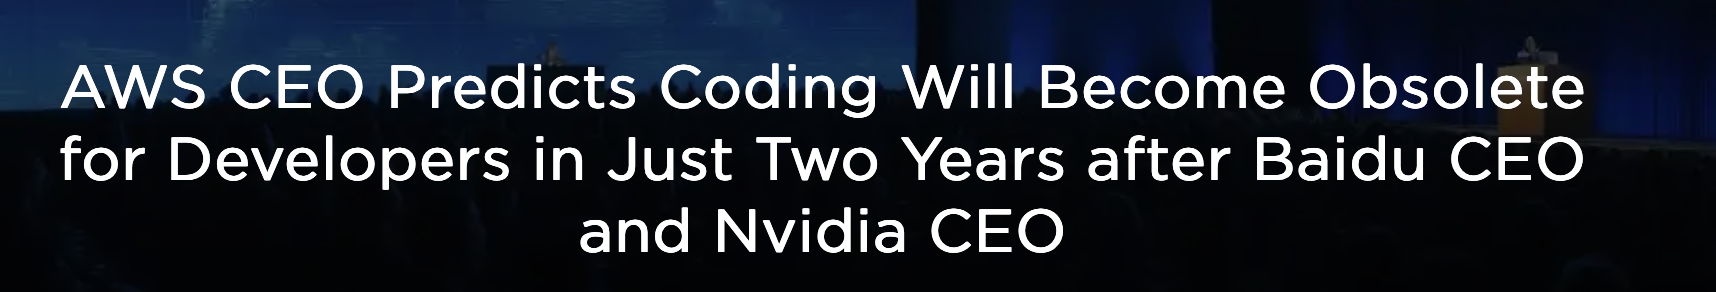 AWS CEO Predicts Coding Will Become Obsolete
for Developers in Just Two Years after Baidu CEO
and Nvidia CEO